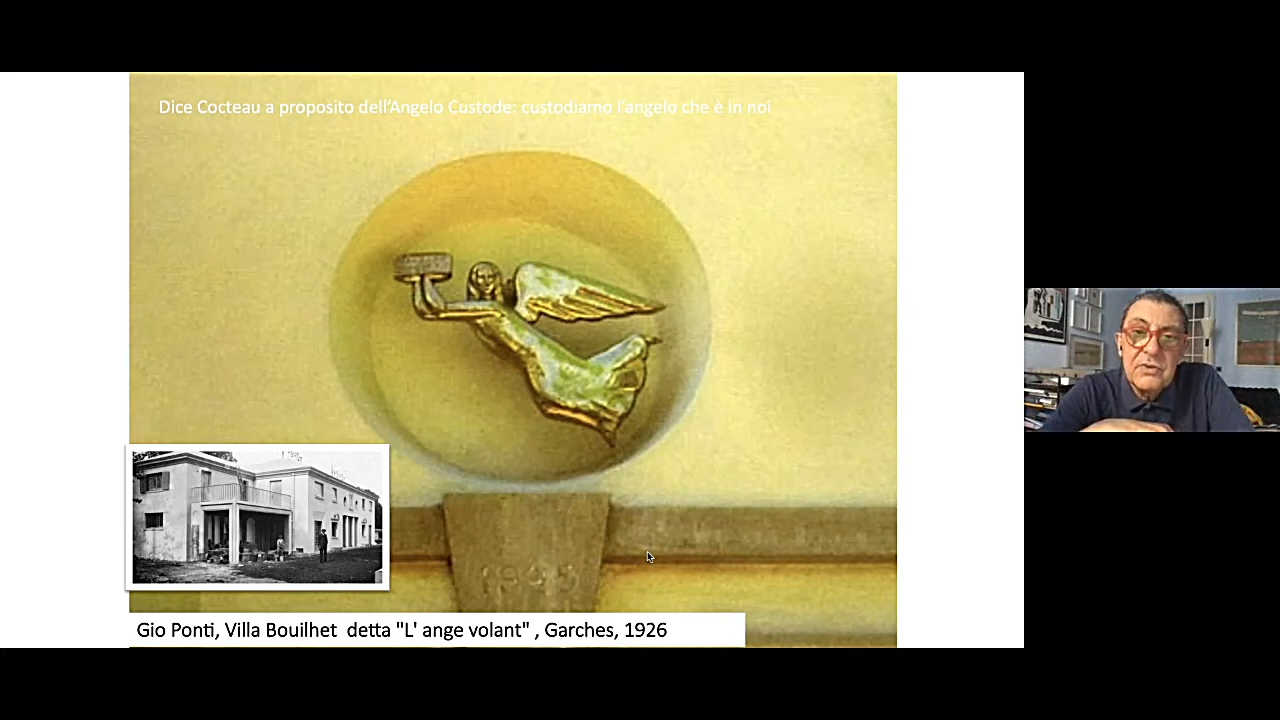 Dice Cocteau a proposito dell'Angelo Custode: custodiamo l'angelo che è in noi
Gio Ponti, Villa Bouilhet detta "L' ange volant" , Garches, 1926